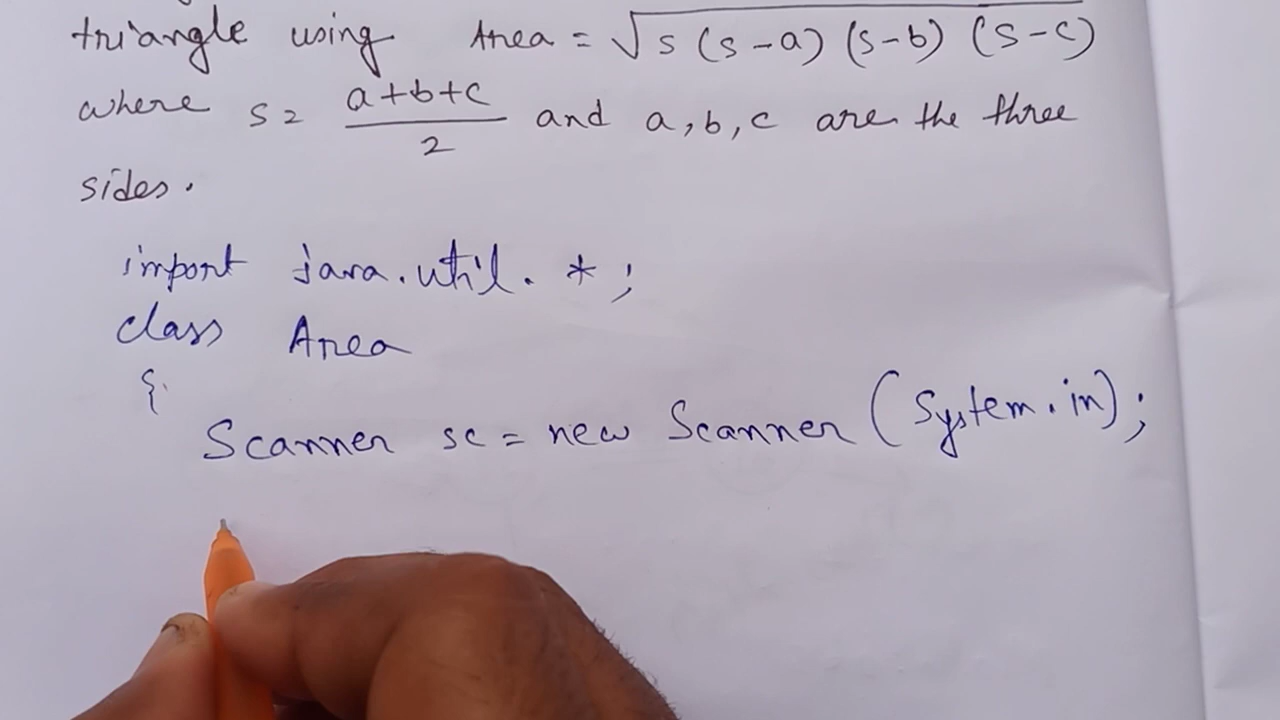 triangle using Area = √s (s-a) (s-b) (s-c)
where s = a+b+c/2 and a, b, c are the three
sides.
import java.util. * ;
class Area
{
Scanner sc = new Scanner (System.in);